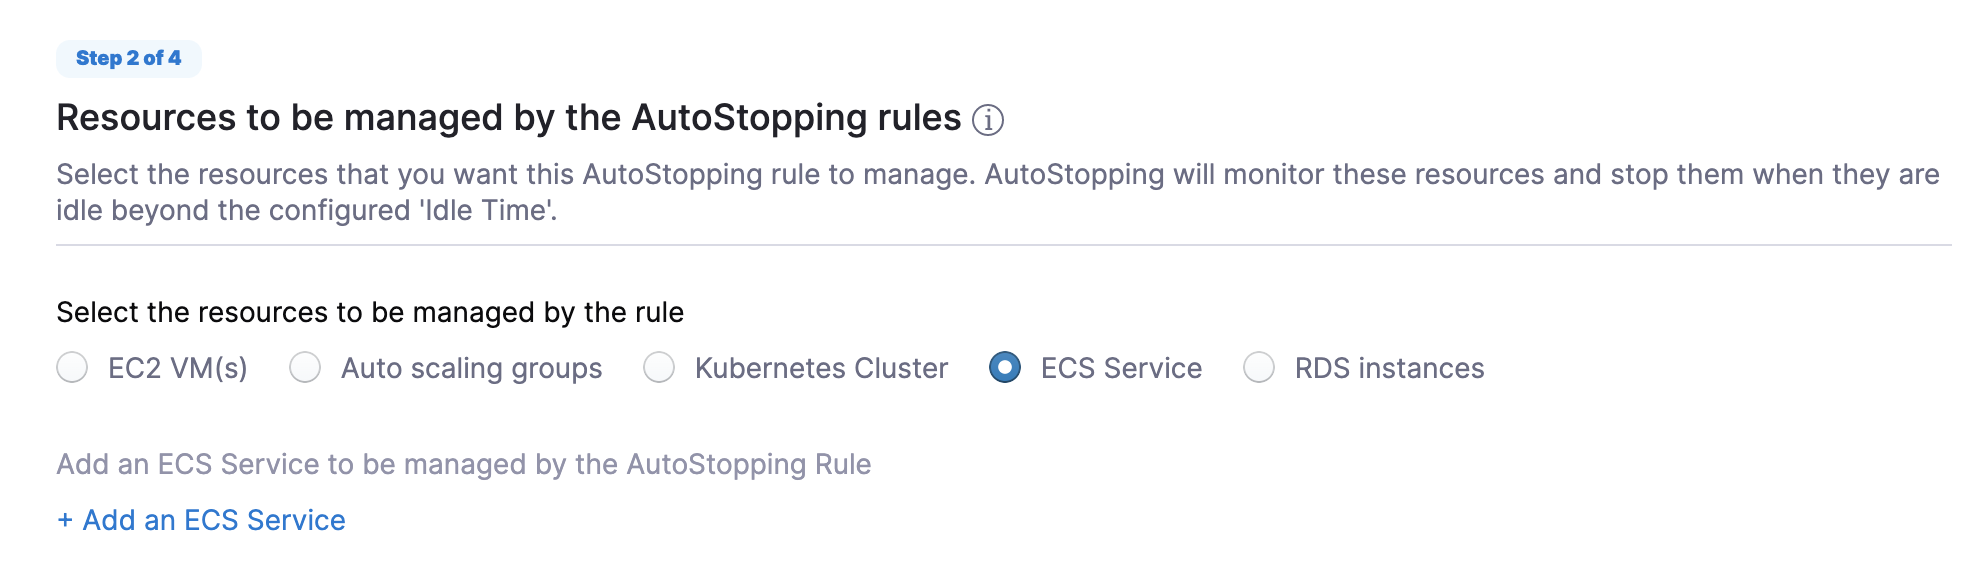 Step 2 of 4
Resources to be managed by the AutoStopping rules
Select the resources that you want this AutoStopping rule to manage. AutoStopping will monitor these resources and stop them when they are
idle beyond the configured 'Idle Time'.
Select the resources to be managed by the rule
EC2 VM(s) Auto scaling groups Kubernetes Cluster ECS Service RDS instances
Add an ECS Service to be managed by the AutoStopping Rule
+ Add an ECS Service